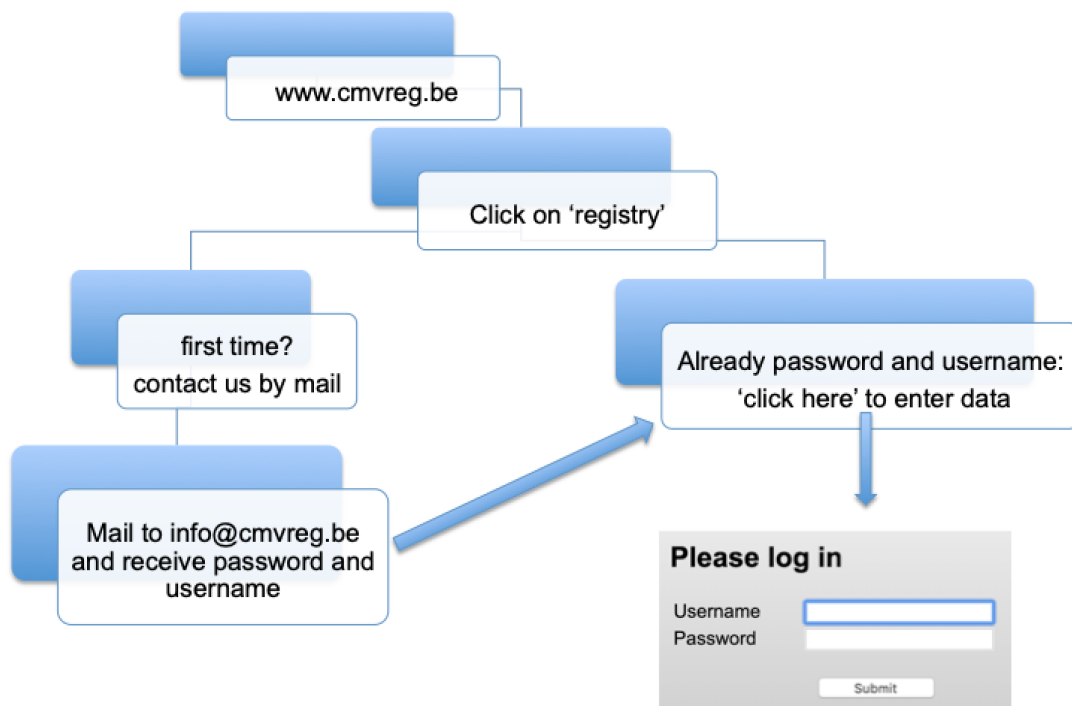 www.cmvreg.be
Click on ‘registry’
first time?
contact us by mail
Already password and username:
‘click here’ to enter data
Mail to info@cmvreg.be
and receive password and
username
Please log in
Username
Password
Submit